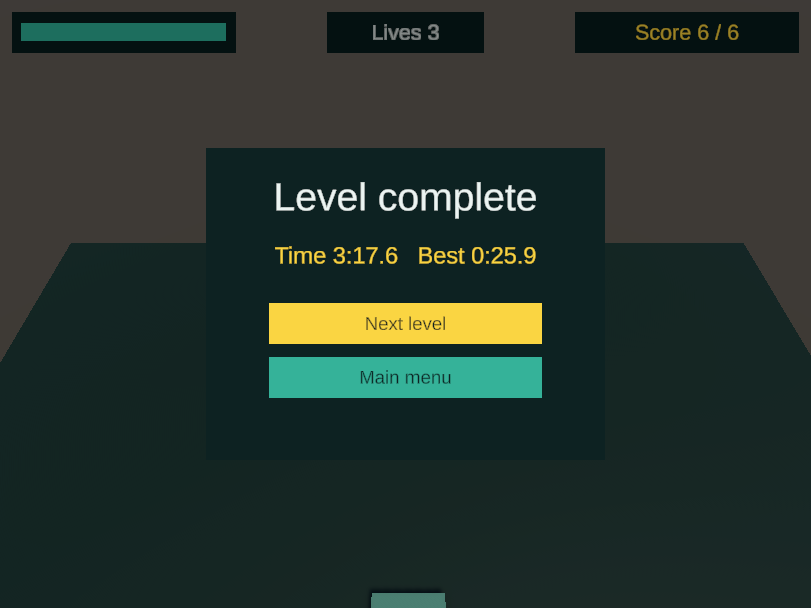 Lives 3
Score 6 / 6
Level complete
Time 3:17.6 Best 0:25.9
Next level
Main menu